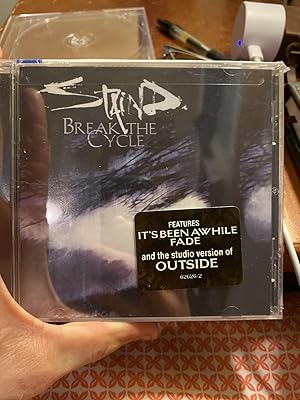 STAIND
BREAK THE
CYCLE
FEATURES
IT'S BEEN AWHILE
FADE
and the studio version of
OUTSIDE
62626-2